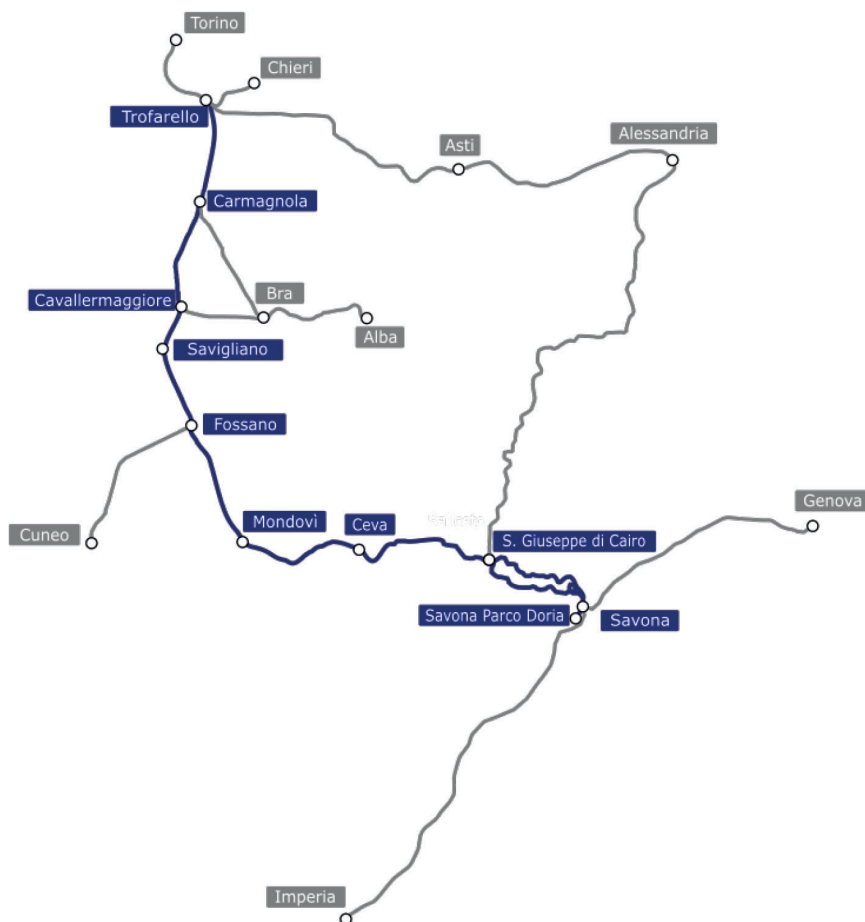 Torino
Chieri
Trofarello
Asti
Alessandria
Carmagnola
Cavallermaggiore
Bra
Alba
Savigliano
Fossano
Cuneo
Mondovì
Ceva
Genova
S. Giuseppe di Cairo
Savona Parco Doria
Savona
Imperia